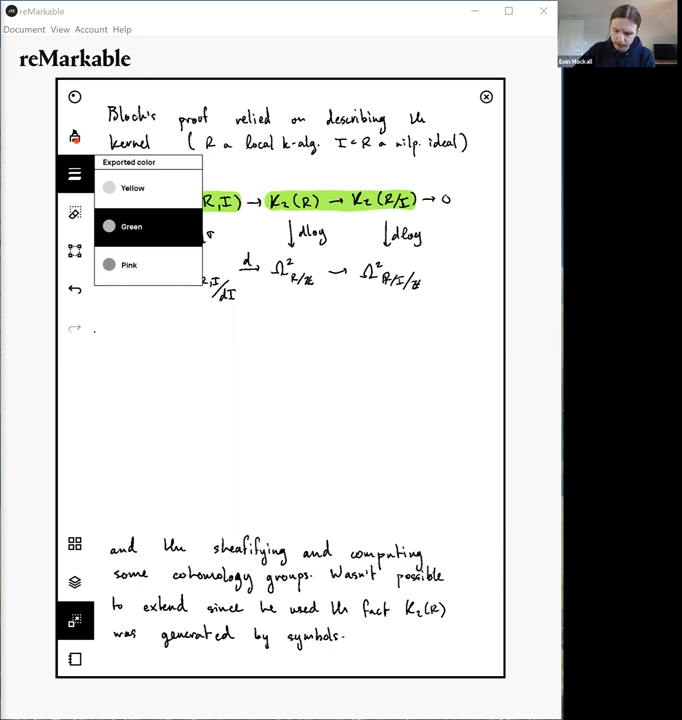 reMarkable
Document View Account Help
reMarkable
Eoin Mackall
Bloch's proof relied on describing the
kernel ( R a local k-alg. I ⊂ R a nilp. ideal)
Exported color
Yellow
Green
Pink
R, I) → K₂(R) → K₂(R/I) → 0
σ ↓ dlog ↓ dlog
R,I/dI d→ Ω²R/ℤ → Ω²R/I/ℤ
and then sheafifying and computing
some cohomology groups. Wasn't possible
to extend since he used the fact K₂(R)
was generated by symbols.